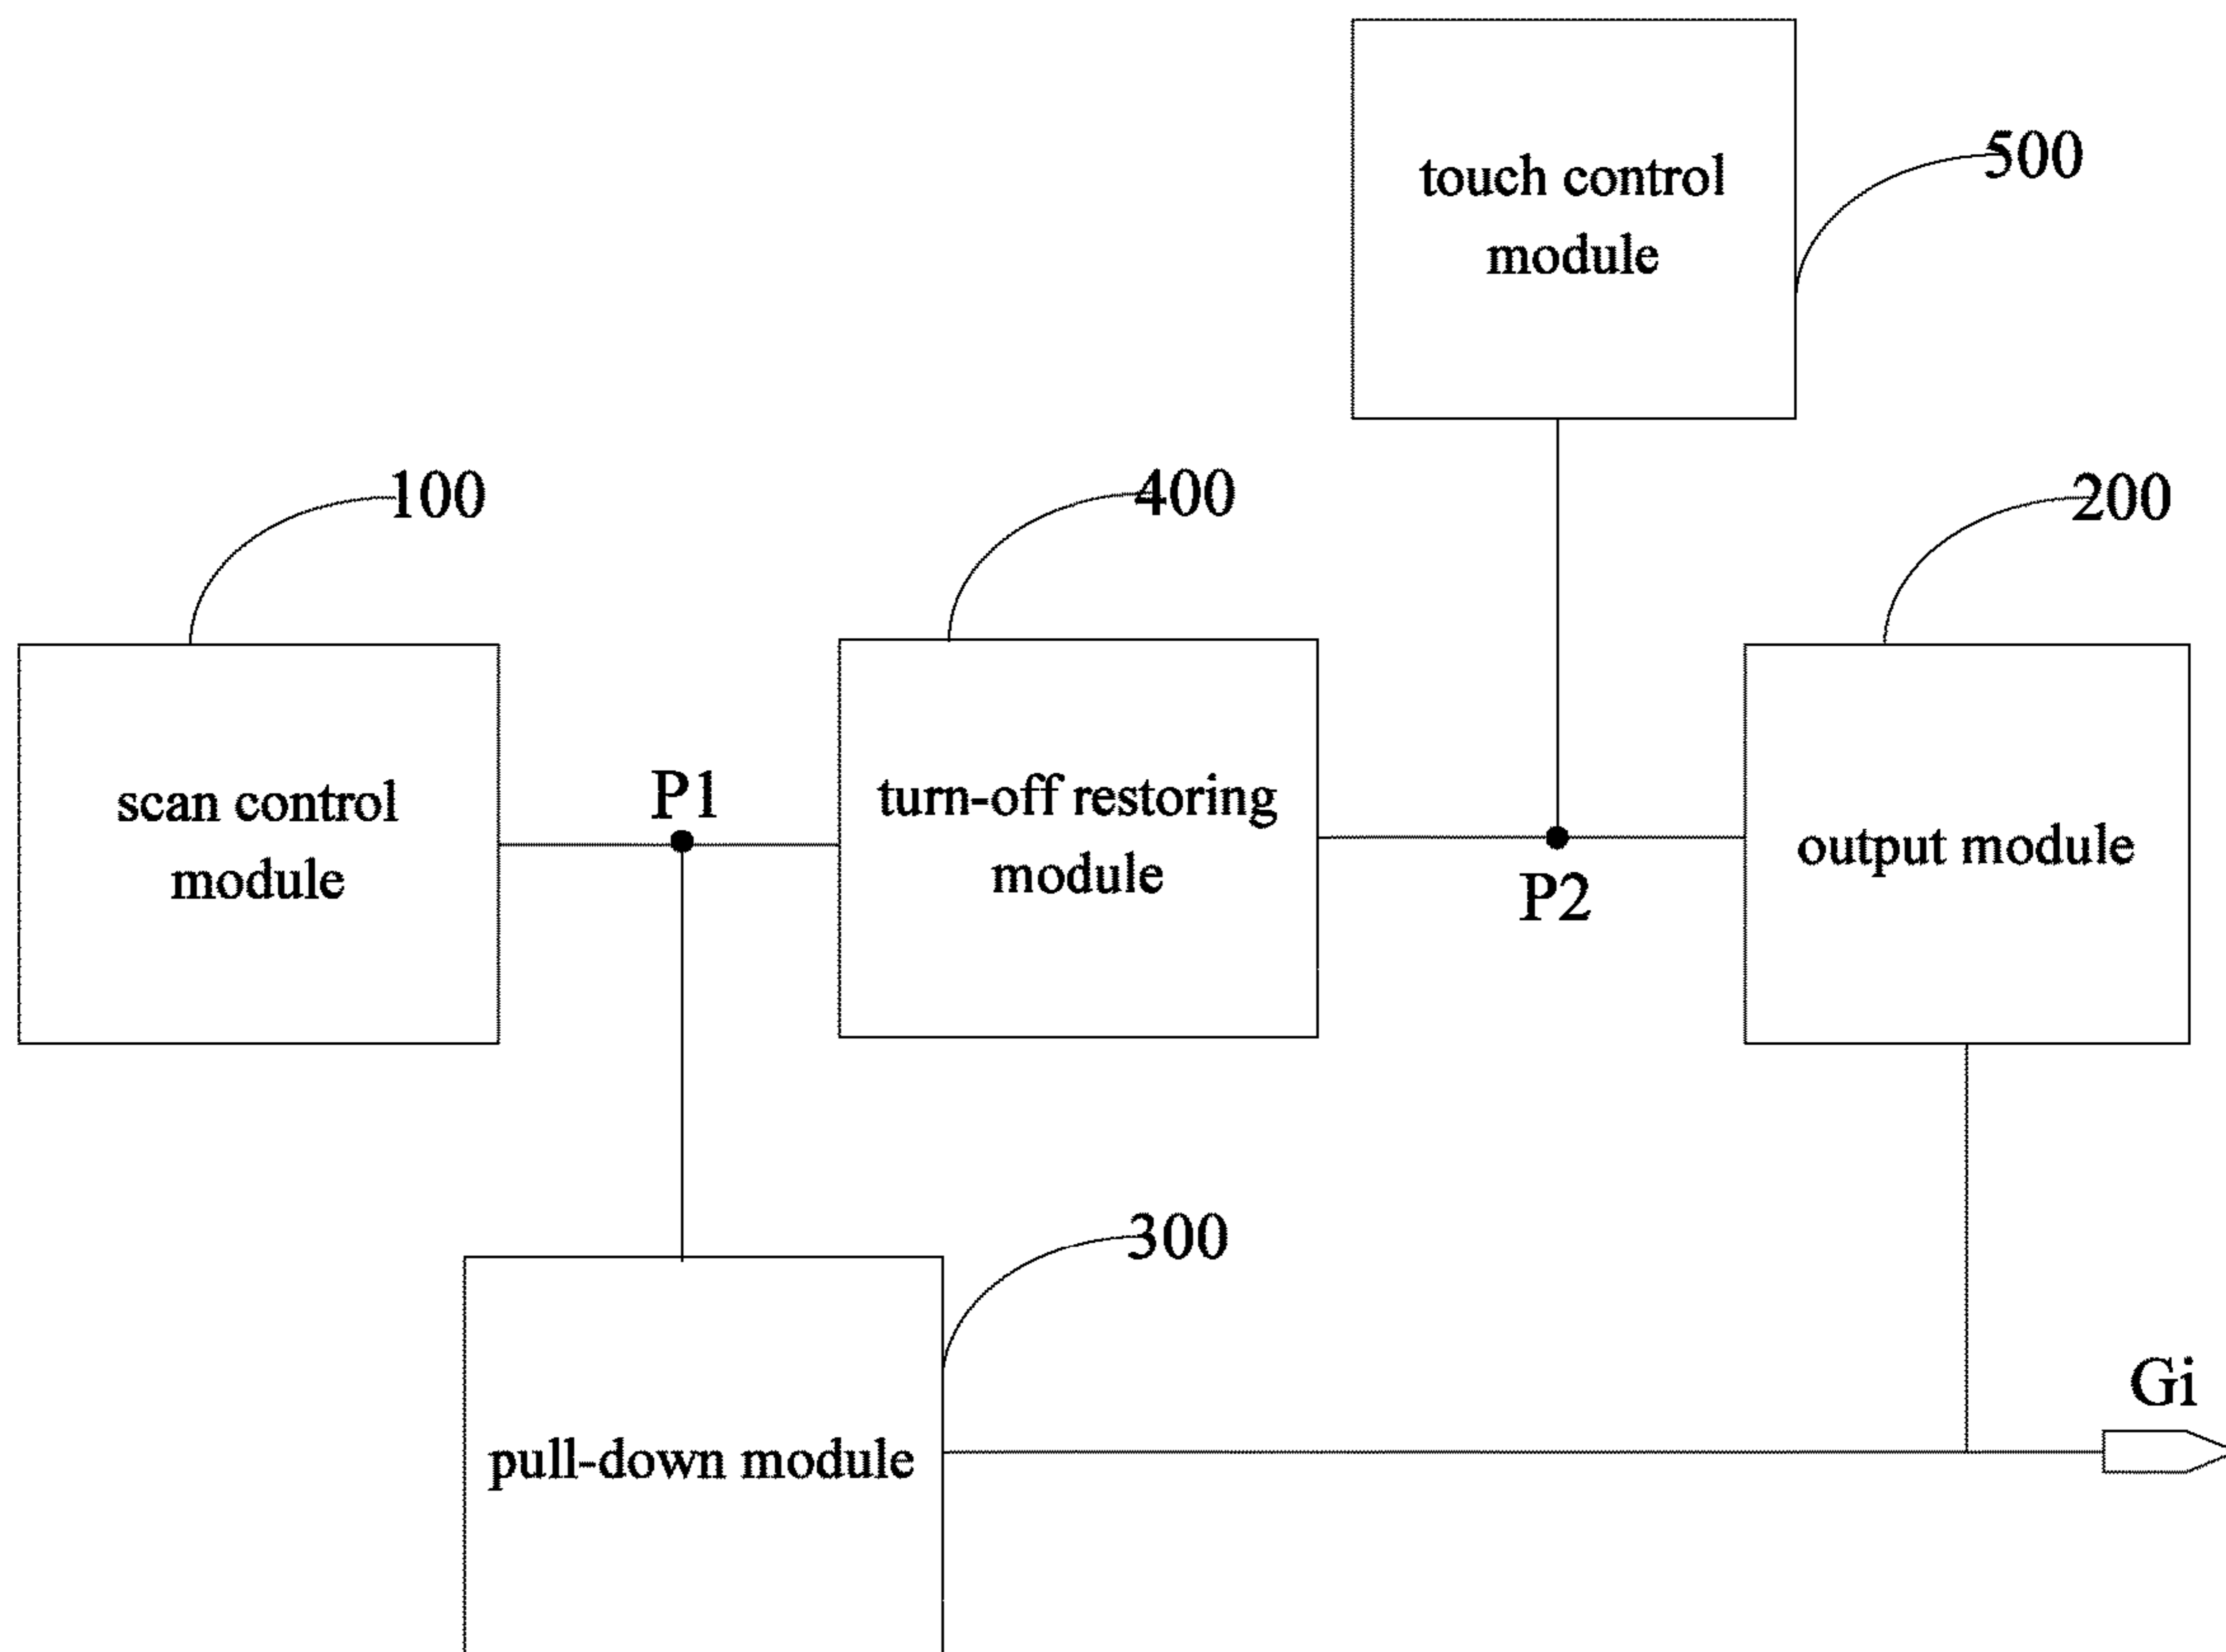 touch control
module
500
100
400
200
scan control
module
P1
turn-off restoring
module
P2
output module
300
pull-down module
Gi